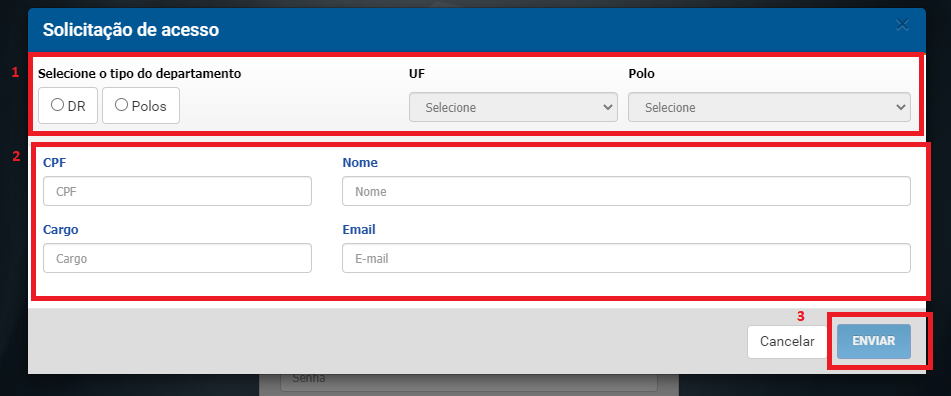 Solicitação de acesso
×
1
Selecione o tipo do departamento
UF
Polo
DR
Polos
Selecione
Selecione
2
CPF
Nome
CPF
Nome
Cargo
Email
Cargo
E-mail
3
Cancelar
ENVIAR
Senha